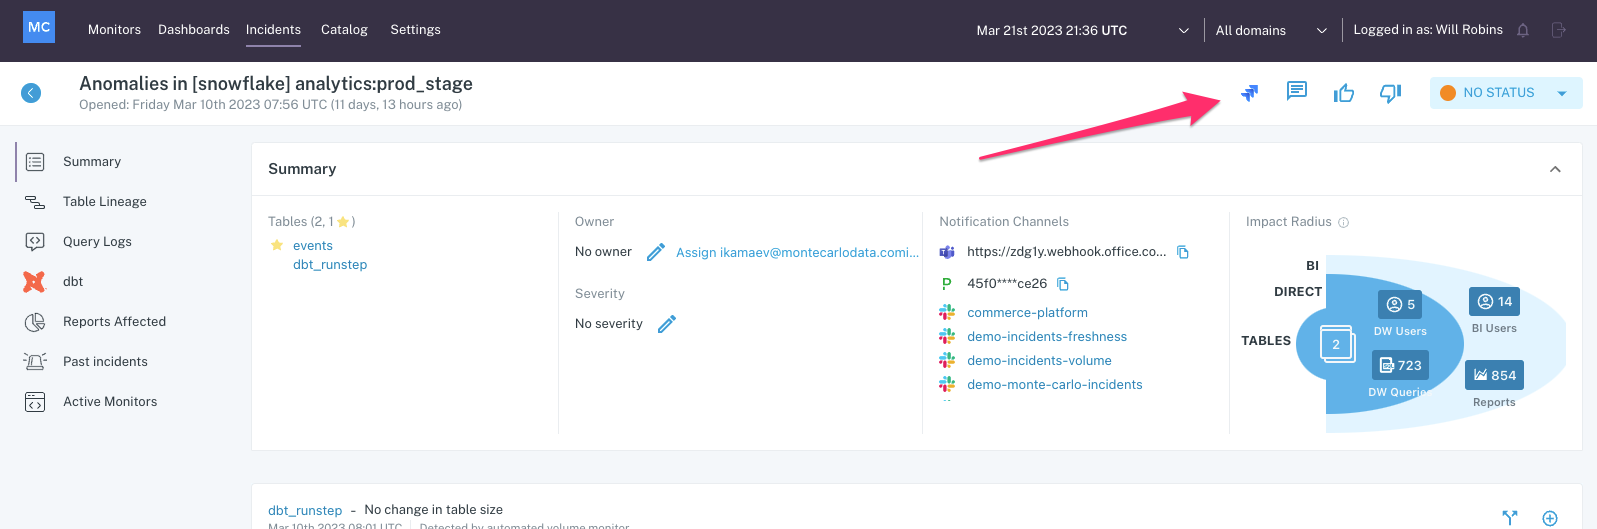 MC
Monitors Dashboards Incidents Catalog Settings
Mar 21st 2023 21:36 UTC
All domains
Logged in as: Will Robins
Anomalies in [snowflake] analytics:prod_stage
Opened: Friday Mar 10th 2023 07:56 UTC (11 days, 13 hours ago)
NO STATUS
Summary
Table Lineage
Query Logs
dbt
Reports Affected
Past incidents
Active Monitors
Summary
Tables (2, 1 ★)
events
dbt_runstep
Owner
No owner
Assign ikamaev@montecarlodata.comi...
Severity
No severity
Notification Channels
https://zdg1y.webhook.office.co...
45f0****ce26
commerce-platform
demo-incidents-freshness
demo-incidents-volume
demo-monte-carlo-incidents
Impact Radius
BI
DIRECT
TABLES
2
5
DW Users
723
DW Queries
14
BI Users
854
Reports
dbt_runstep - No change in table size
Mar 10th 2023 08:01 UTC
Detected by automated volume monitor